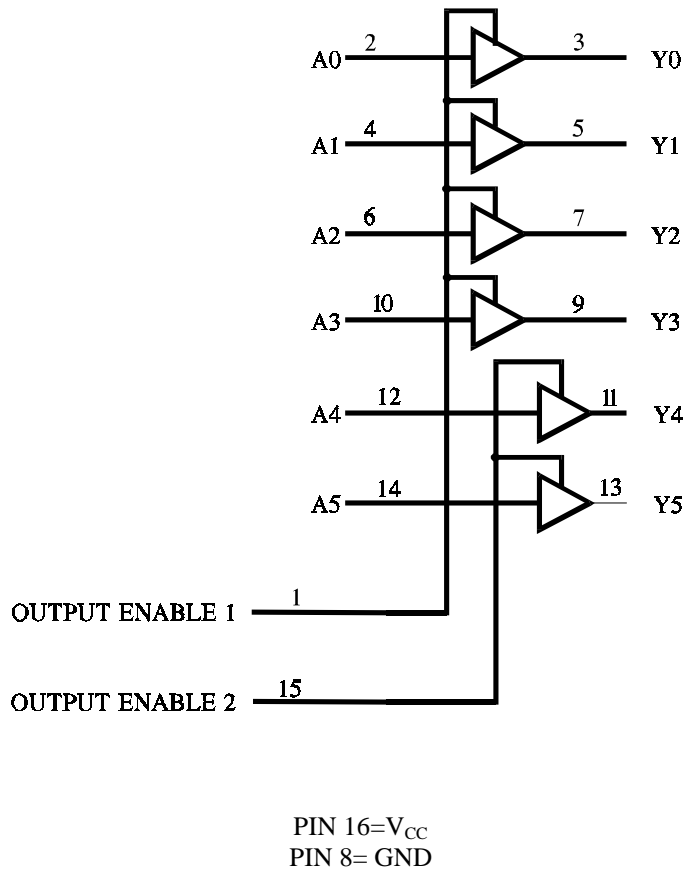 A0 2 3 Y0
A1 4 5 Y1
A2 6 7 Y2
A3 10 9 Y3
A4 12 11 Y4
A5 14 13 Y5
OUTPUT ENABLE 1 1
OUTPUT ENABLE 2 15
PIN 16=VCC
PIN 8= GND